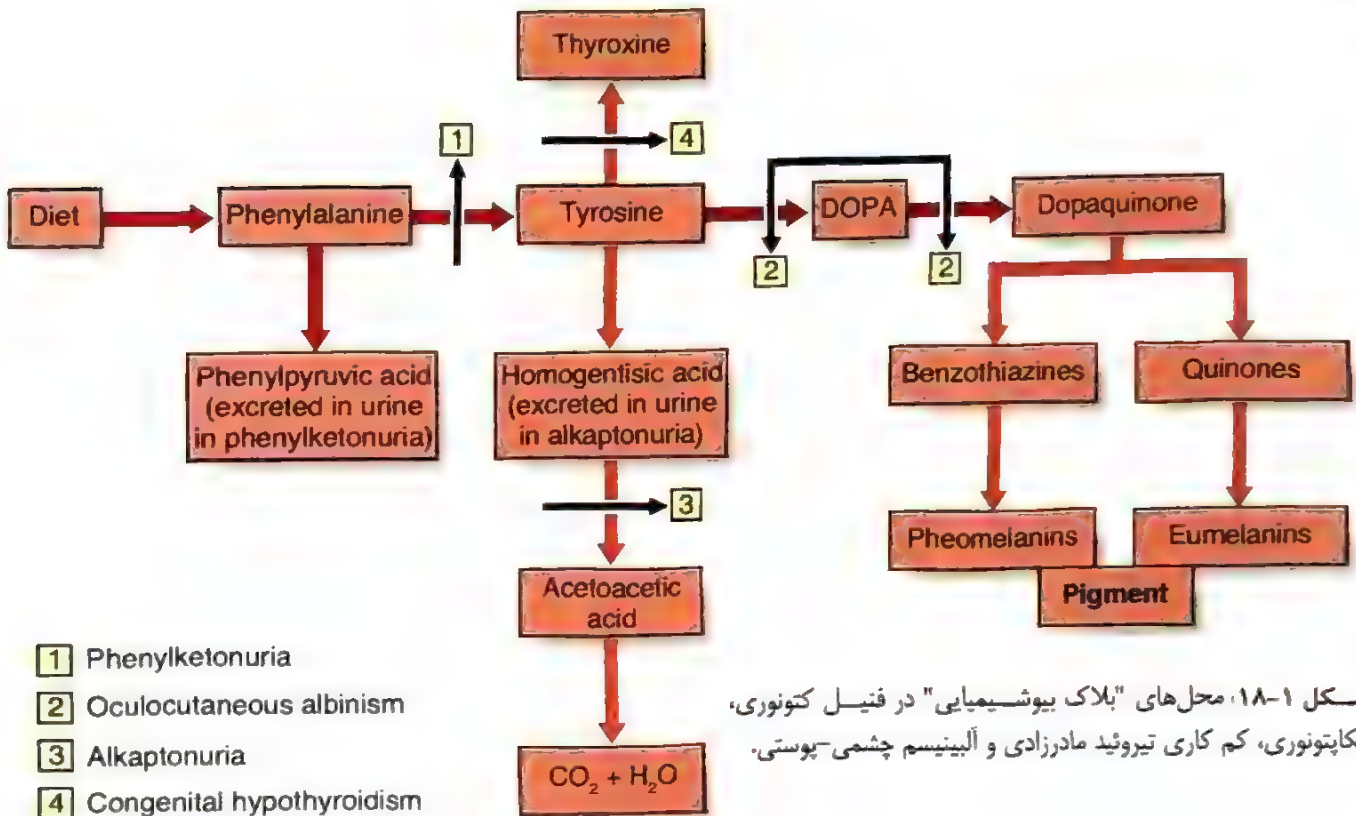 Thyroxine
1
4
Diet
Phenylalanine
Tyrosine
DOPA
Dopaquinone
2
2
Phenylpyruvic acid
(excreted in urine
in phenylketonuria)
Homogentisic acid
(excreted in urine
in alkaptonuria)
Benzothiazines
Quinones
3
Pheomelanins
Eumelanins
Pigment
Acetoacetic
acid
CO₂ + H₂O
1 Phenylketonuria
2 Oculocutaneous albinism
3 Alkaptonuria
4 Congenital hypothyroidism
ـکل ۱-۱۸. محل‌های "بلاک بیوشـیمیایی" در فنیـل کتونوری،
کاپتونوری، کم کاری تیروئید مادرزادی و آلبینیسم چشمی-پوستی.